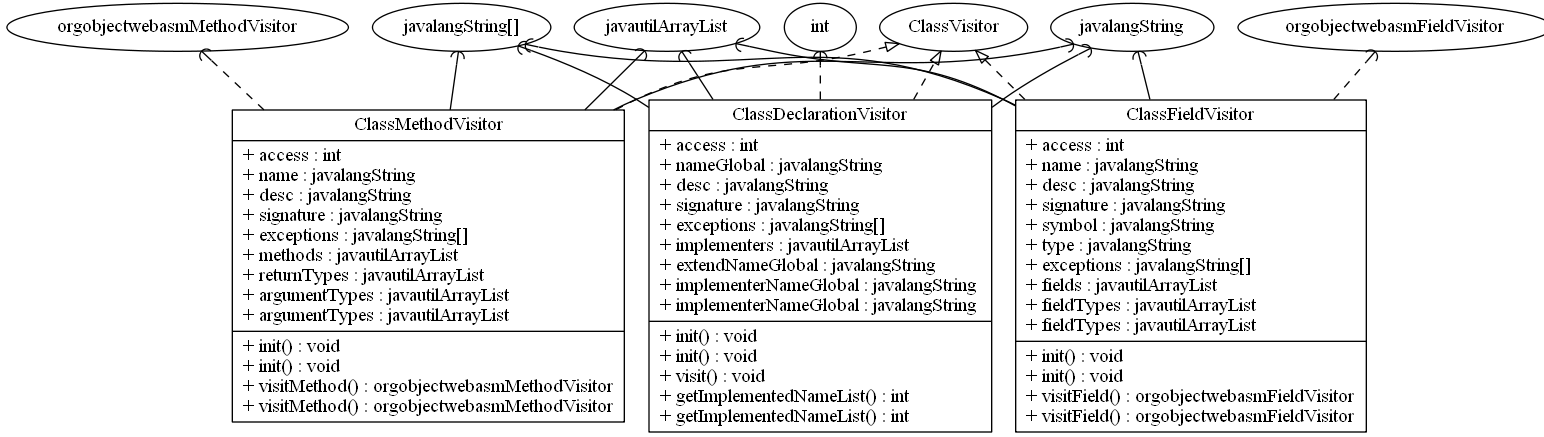 orgobjectwebasmMethodVisitor
javalangString[]
javautilArrayList
int
ClassVisitor
javalangString
orgobjectwebasmFieldVisitor
ClassMethodVisitor
+ access : int
+ name : javalangString
+ desc : javalangString
+ signature : javalangString
+ exceptions : javalangString[]
+ methods : javautilArrayList
+ returnTypes : javautilArrayList
+ argumentTypes : javautilArrayList
+ argumentTypes : javautilArrayList
+ init() : void
+ init() : void
+ visitMethod() : orgobjectwebasmMethodVisitor
+ visitMethod() : orgobjectwebasmMethodVisitor
ClassDeclarationVisitor
+ access : int
+ nameGlobal : javalangString
+ desc : javalangString
+ signature : javalangString
+ exceptions : javalangString[]
+ implementers : javautilArrayList
+ extendNameGlobal : javalangString
+ implementerNameGlobal : javalangString
+ implementerNameGlobal : javalangString
+ init() : void
+ init() : void
+ visit() : void
+ getImplementedNameList() : int
+ getImplementedNameList() : int
ClassFieldVisitor
+ access : int
+ name : javalangString
+ desc : javalangString
+ signature : javalangString
+ symbol : javalangString
+ type : javalangString
+ exceptions : javalangString[]
+ fields : javautilArrayList
+ fieldTypes : javautilArrayList
+ fieldTypes : javautilArrayList
+ init() : void
+ init() : void
+ visitField() : orgobjectwebasmFieldVisitor
+ visitField() : orgobjectwebasmFieldVisitor